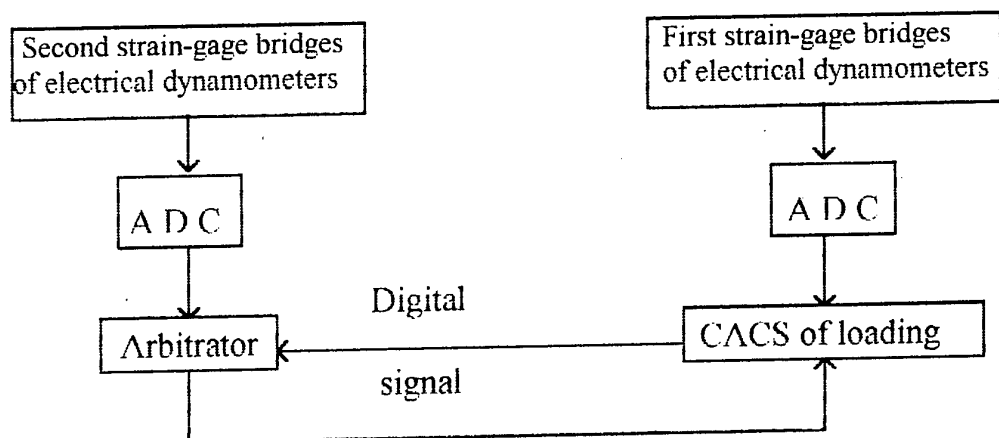 Second strain-gage bridges
of electrical dynamometers
First strain-gage bridges
of electrical dynamometers
A D C
A D C
Digital
Arbitrator
CACS of loading
signal